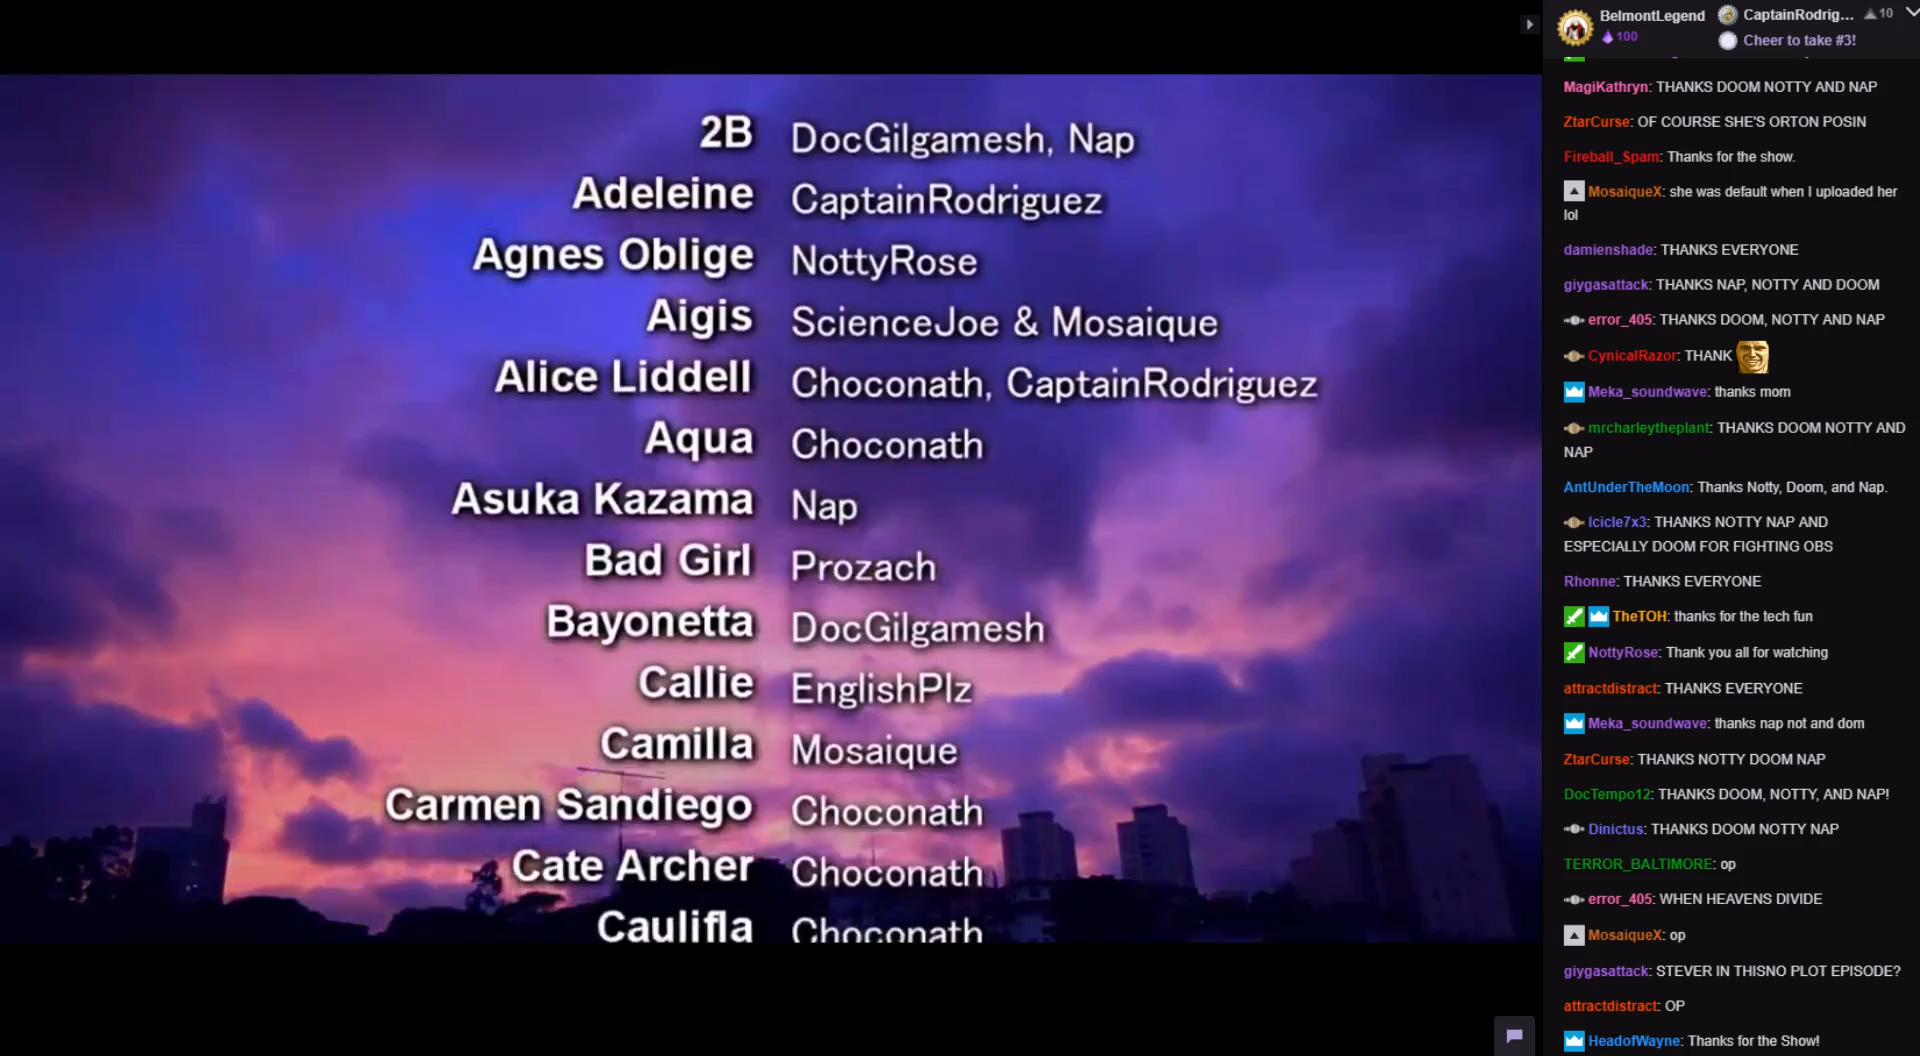 2B DocGilgamesh, Nap
Adeleine CaptainRodriguez
Agnes Oblige NottyRose
Aigis ScienceJoe & Mosaique
Alice Liddell Choconath, CaptainRodriguez
Aqua Choconath
Asuka Kazama Nap
Bad Girl Prozach
Bayonetta DocGilgamesh
Callie EnglishPlz
Camilla Mosaique
Carmen Sandiego Choconath
Cate Archer Choconath
Caulifla Choconath
BelmontLegend CaptainRodrig... 10
100 Cheer to take #3!
MagiKathryn: THANKS DOOM NOTTY AND NAP
ZtarCurse: OF COURSE SHE'S ORTON POSIN
Fireball_Spam: Thanks for the show.
MosaiqueX: she was default when I uploaded her
lol
damienshade: THANKS EVERYONE
giygasattack: THANKS NAP, NOTTY AND DOOM
error_405: THANKS DOOM, NOTTY AND NAP
CynicalRazor: THANK
Meka_soundwave: thanks mom
mrcharleytheplant: THANKS DOOM NOTTY AND
NAP
AntUnderTheMoon: Thanks Notty, Doom, and Nap.
Icicle7x3: THANKS NOTTY NAP AND
ESPECIALLY DOOM FOR FIGHTING OBS
Rhonne: THANKS EVERYONE
TheTOH: thanks for the tech fun
NottyRose: Thank you all for watching
attractdistract: THANKS EVERYONE
Meka_soundwave: thanks nap not and dom
ZtarCurse: THANKS NOTTY DOOM NAP
DocTempo12: THANKS DOOM, NOTTY, AND NAP!
Dinictus: THANKS DOOM NOTTY NAP
TERROR_BALTIMORE: op
error_405: WHEN HEAVENS DIVIDE
MosaiqueX: op
giygasattack: STEVER IN THISNO PLOT EPISODE?
attractdistract: OP
HeadofWayne: Thanks for the Show!